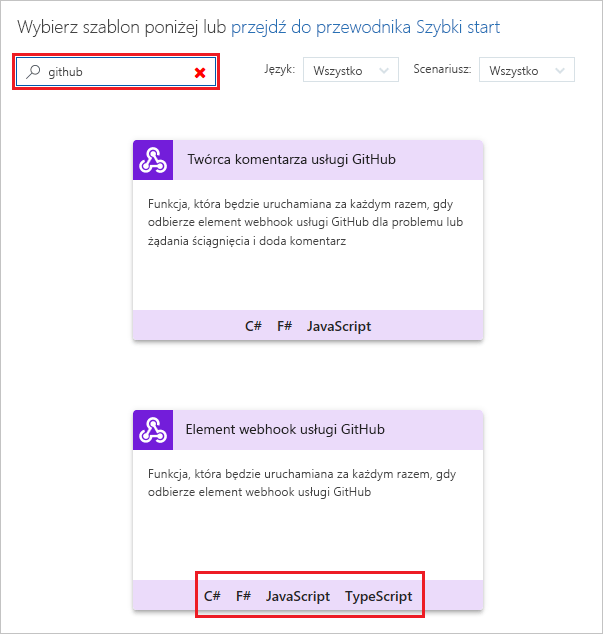 Wybierz szablon poniżej lub przejdź do przewodnika Szybki start
github
Język: Wszystko Scenariusz: Wszystko
Twórca komentarza usługi GitHub
Funkcja, która będzie uruchamiana za każdym razem, gdy
odbierze element webhook usługi GitHub dla problemu lub
żądania ściągnięcia i doda komentarz
C# F# JavaScript
Element webhook usługi GitHub
Funkcja, która będzie uruchamiana za każdym razem, gdy
odbierze element webhook usługi GitHub
C# F# JavaScript TypeScript